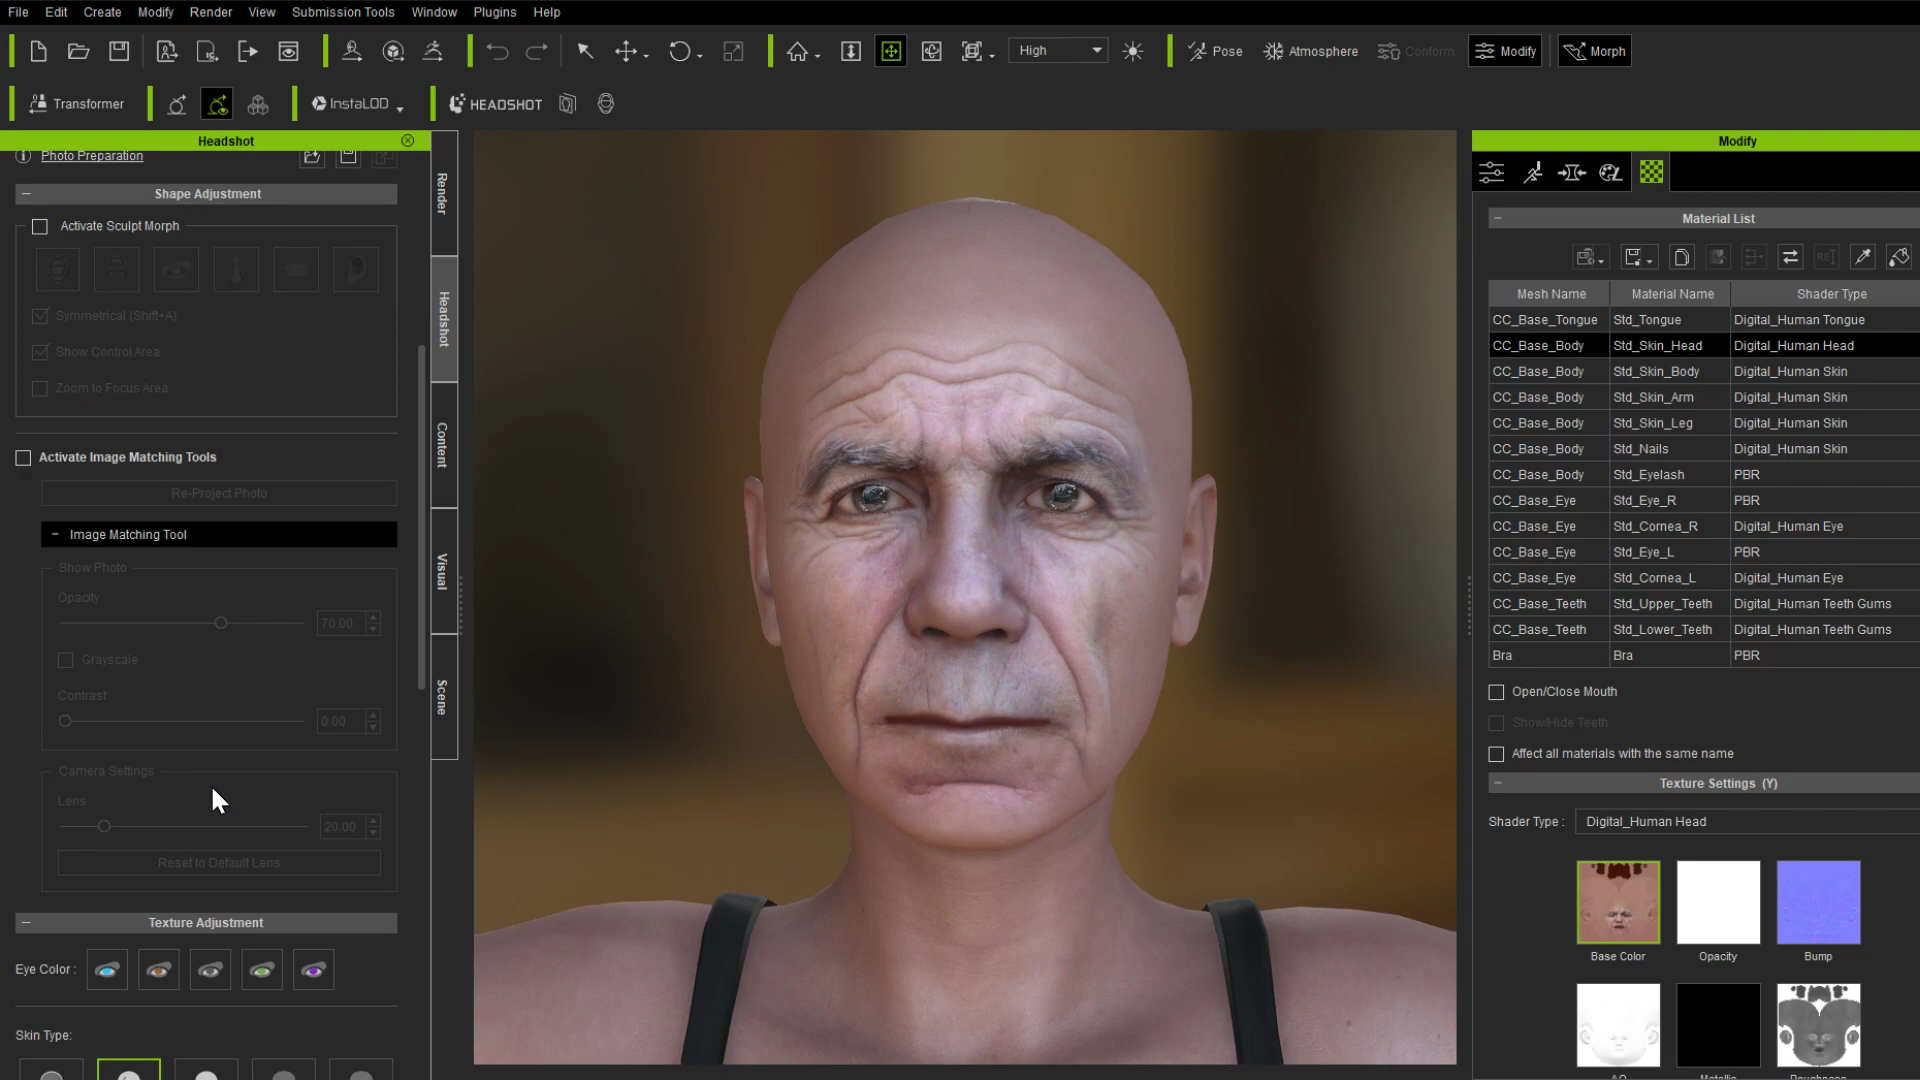 File Edit Create Modify Render View Submission Tools Window Plugins Help
High Pose Atmosphere Conform Modify Morph
Transformer InstaLOD HEADSHOT
Headshot
Photo Preparation
Shape Adjustment
Activate Sculpt Morph
Symmetrical (Shift+A)
Show Control Area
Zoom to Focus Area
Activate Image Matching Tools
Re-Project Photo
Image Matching Tool
Show Photo
Opacity
70.00
Grayscale
Contrast
0.00
Camera Settings
Lens
20.00
Reset to Default Lens
Texture Adjustment
Eye Color :
Skin Type:
Render
Headshot
Content
Visual
Scene
Modify
Material List
Mesh Name Material Name Shader Type
CC_Base_Tongue Std_Tongue Digital_Human Tongue
CC_Base_Body Std_Skin_Head Digital_Human Head
CC_Base_Body Std_Skin_Body Digital_Human Skin
CC_Base_Body Std_Skin_Arm Digital_Human Skin
CC_Base_Body Std_Skin_Leg Digital_Human Skin
CC_Base_Body Std_Nails Digital_Human Skin
CC_Base_Body Std_Eyelash PBR
CC_Base_Eye Std_Eye_R PBR
CC_Base_Eye Std_Cornea_R Digital_Human Eye
CC_Base_Eye Std_Eye_L PBR
CC_Base_Eye Std_Cornea_L Digital_Human Eye
CC_Base_Teeth Std_Upper_Teeth Digital_Human Teeth Gums
CC_Base_Teeth Std_Lower_Teeth Digital_Human Teeth Gums
Bra Bra PBR
Open/Close Mouth
Show/Hide Teeth
Affect all materials with the same name
Texture Settings (Y)
Shader Type : Digital_Human Head
Base Color Opacity Bump
AO Metallic Roughness